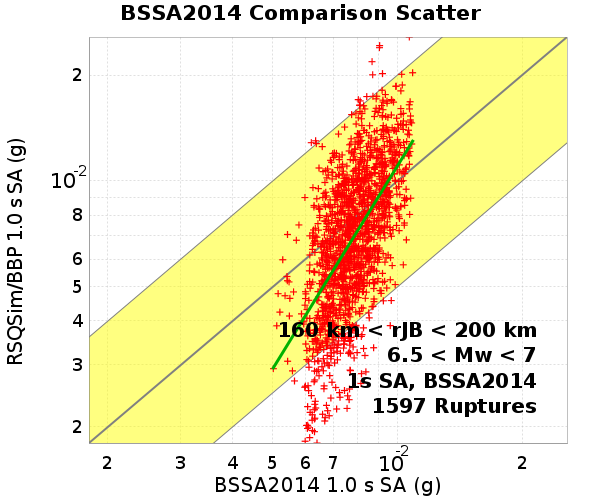 BSSA2014 Comparison Scatter
RSQSim/BBP 1.0 s SA (g)
2
10-2
8
6
5
4
3
2
160 km < rJB < 200 km
6.5 < Mw < 7
1s SA, BSSA2014
1597 Ruptures
2 3 4 5 6 7 10-2 2
BSSA2014 1.0 s SA (g)